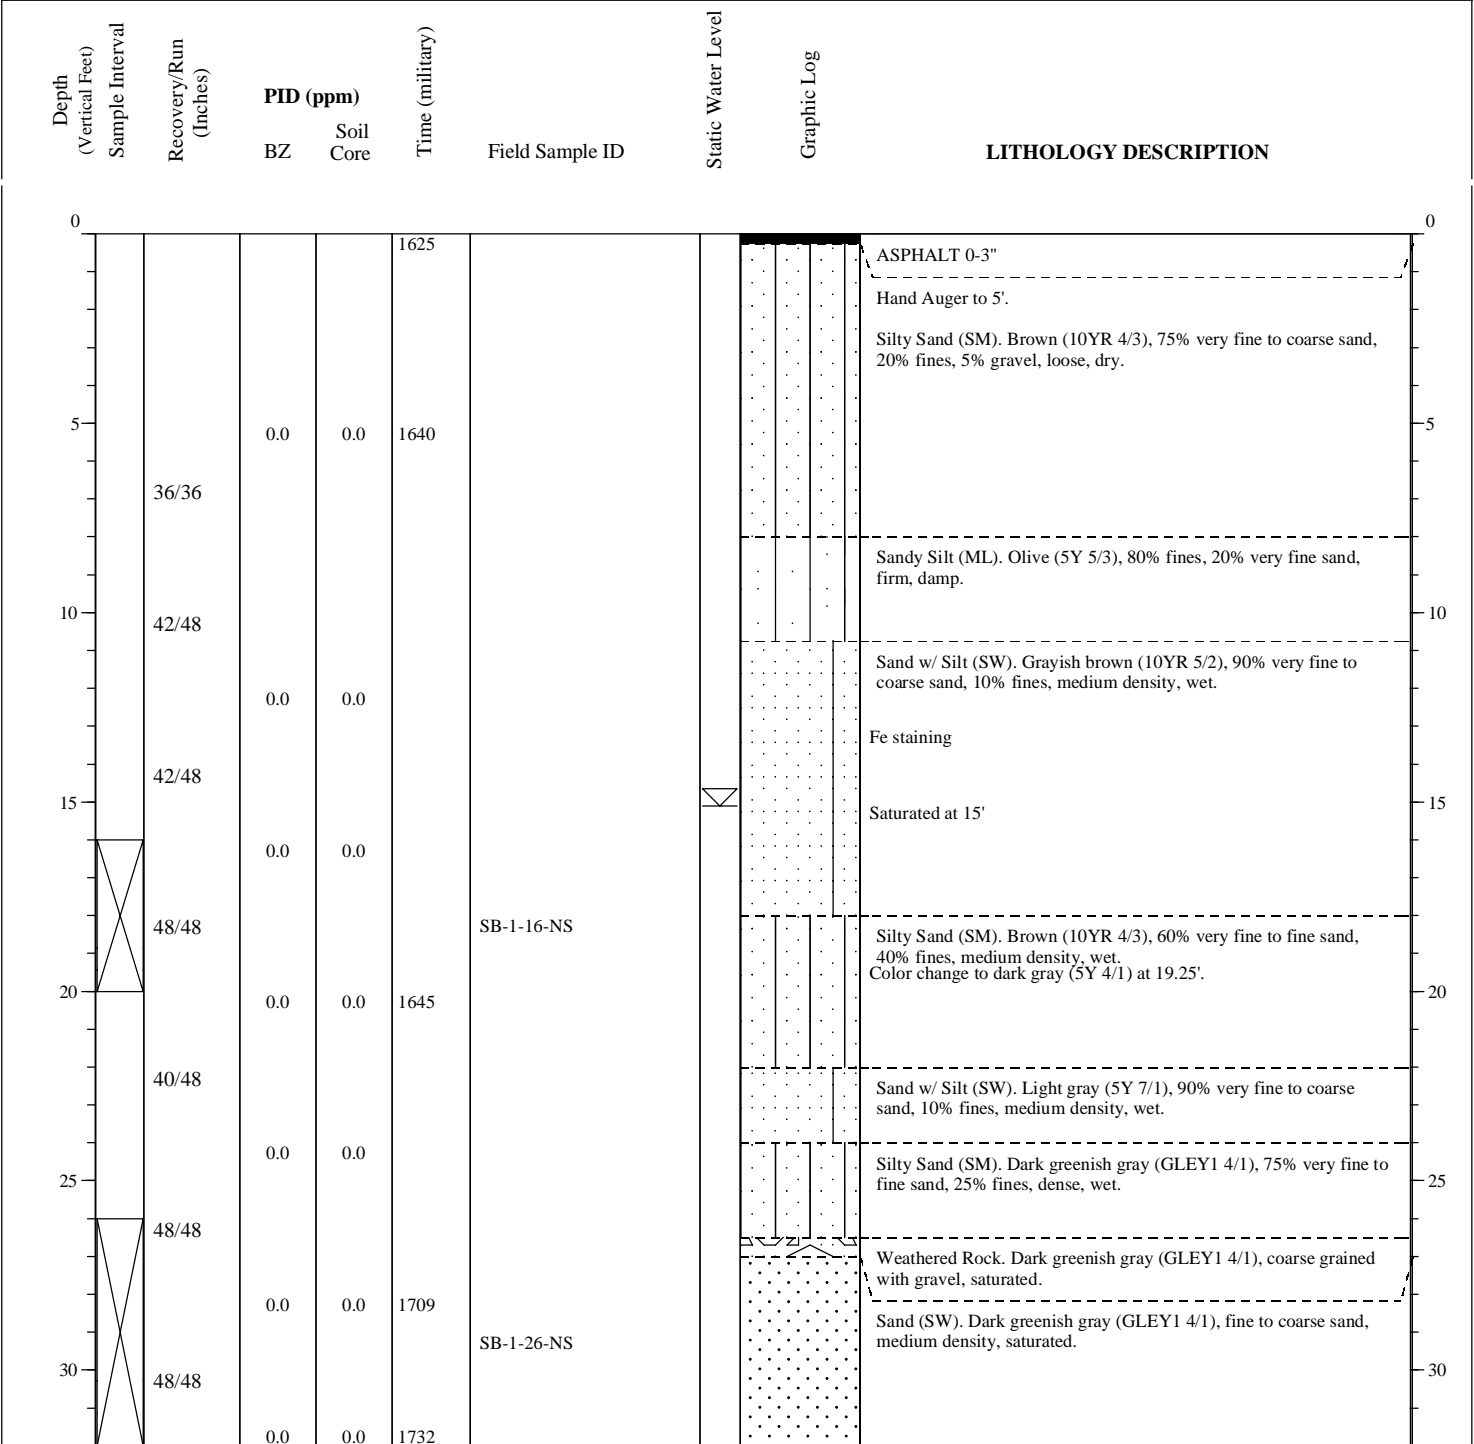 Depth
(Vertical Feet)
Sample Interval
Recovery/Run
(Inches)
PID (ppm)
BZ
Soil
Core
Time (military)
Field Sample ID
Static Water Level
Graphic Log
LITHOLOGY DESCRIPTION
0 0
1625
ASPHALT 0-3"
Hand Auger to 5'.
Silty Sand (SM). Brown (10YR 4/3), 75% very fine to coarse sand,
20% fines, 5% gravel, loose, dry.
5 0.0 0.0 1640 5
36/36
Sandy Silt (ML). Olive (5Y 5/3), 80% fines, 20% very fine sand,
firm, damp.
10 10
42/48
Sand w/ Silt (SW). Grayish brown (10YR 5/2), 90% very fine to
coarse sand, 10% fines, medium density, wet.
0.0 0.0
Fe staining
42/48
15 15
Saturated at 15'
0.0 0.0
48/48 SB-1-16-NS
Silty Sand (SM). Brown (10YR 4/3), 60% very fine to fine sand,
40% fines, medium density, wet.
Color change to dark gray (5Y 4/1) at 19.25'.
20 0.0 0.0 1645 20
40/48
Sand w/ Silt (SW). Light gray (5Y 7/1), 90% very fine to coarse
sand, 10% fines, medium density, wet.
0.0 0.0
Silty Sand (SM). Dark greenish gray (GLEY1 4/1), 75% very fine to
fine sand, 25% fines, dense, wet.
25 25
48/48
Weathered Rock. Dark greenish gray (GLEY1 4/1), coarse grained
with gravel, saturated.
0.0 0.0 1709
Sand (SW). Dark greenish gray (GLEY1 4/1), fine to coarse sand,
medium density, saturated.
SB-1-26-NS
30 30
48/48
0.0 0.0 1732